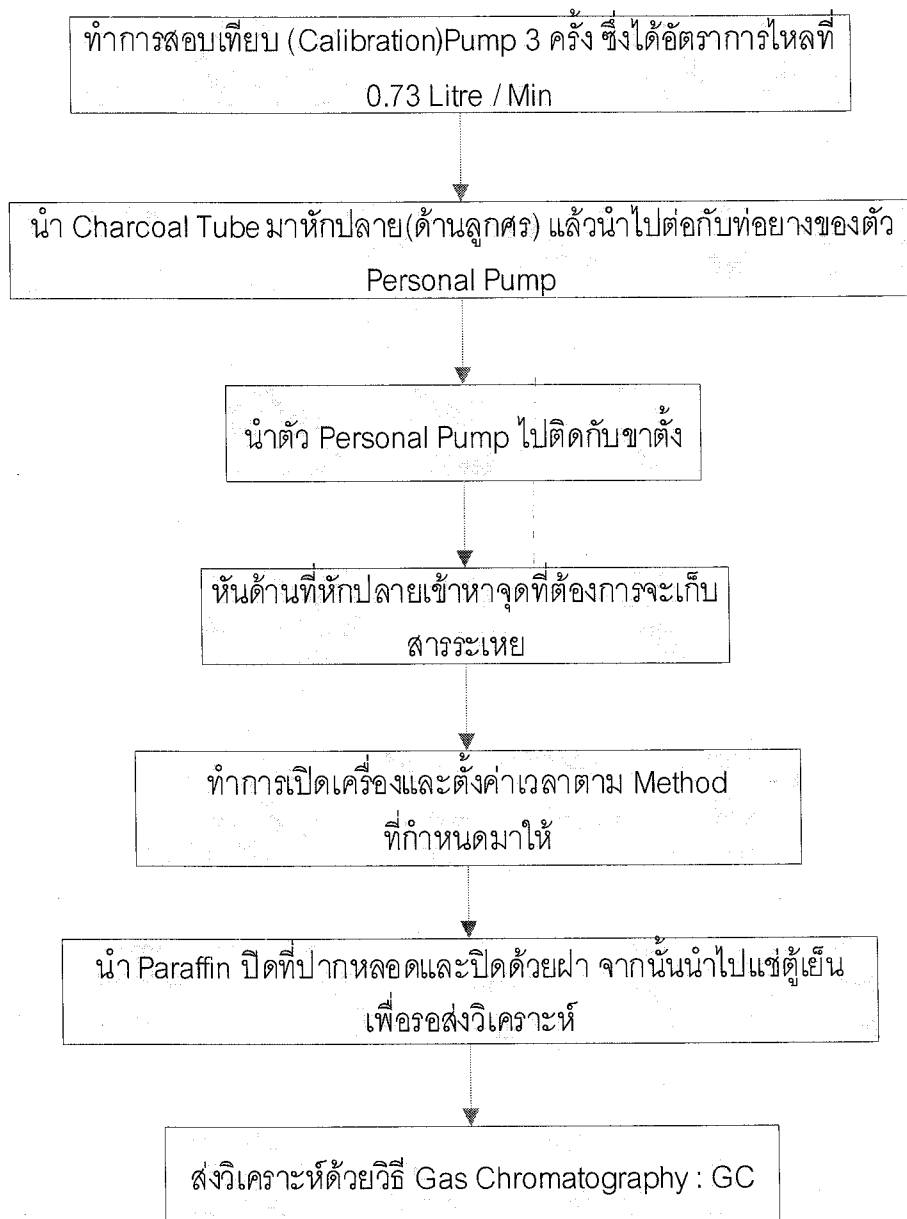 ทำการสอบเทียบ (Calibration)Pump 3 ครั้ง ซึ่งได้อัตราการไหลที่
0.73 Litre / Min
นำ Charcoal Tube มาหักปลาย(ด้านลูกศร) แล้วนำไปต่อกับท่อยางของตัว
Personal Pump
นำตัว Personal Pump ไปติดกับขาตั้ง
หันด้านที่หักปลายเข้าหาจุดที่ต้องการจะเก็บ
สารระเหย
ทำการเปิดเครื่องและตั้งค่าเวลาตาม Method
ที่กำหนดมาให้
นำ Paraffin ปิดที่ปากหลอดและปิดด้วยฝา จากนั้นนำไปแช่ตู้เย็น
เพื่อรอส่งวิเคราะห์
ส่งวิเคราะห์ด้วยวิธี Gas Chromatography : GC